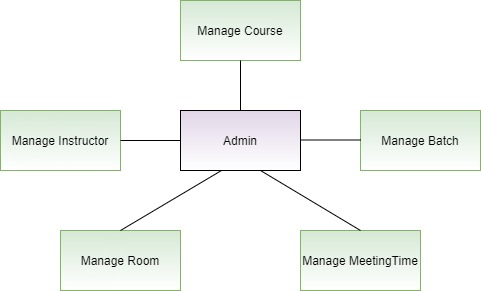 Manage Course
Manage Instructor
Admin
Manage Batch
Manage Room
Manage MeetingTime